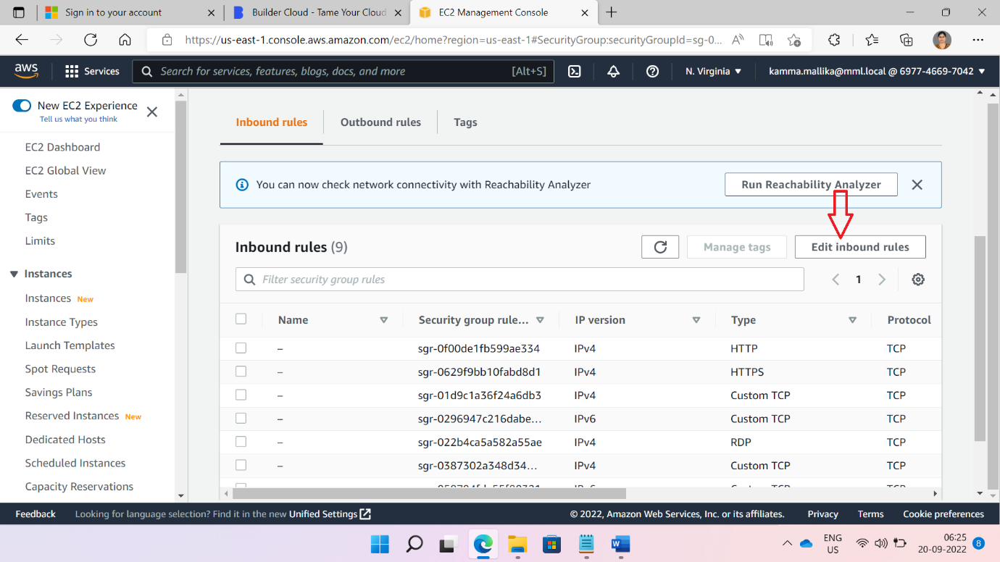 Sign in to your account
Builder Cloud - Tame Your Cloud
EC2 Management Console
https://us-east-1.console.aws.amazon.com/ec2/home?region=us-east-1#SecurityGroup:securityGroupId=sg-0...
aws
Services
Search for services, features, blogs, docs, and more
[Alt+S]
N. Virginia
kamma.mallika@mml.local @ 6977-4669-7042
New EC2 Experience
Tell us what you think
EC2 Dashboard
EC2 Global View
Events
Tags
Limits
Instances
Instances New
Instance Types
Launch Templates
Spot Requests
Savings Plans
Reserved Instances New
Dedicated Hosts
Scheduled Instances
Capacity Reservations
Inbound rules
Outbound rules
Tags
You can now check network connectivity with Reachability Analyzer
Run Reachability Analyzer
Inbound rules (9)
Manage tags
Edit inbound rules
Filter security group rules
1
Name Security group rule... IP version Type Protocol
– sgr-0f00de1fb599ae334 IPv4 HTTP TCP
– sgr-0629f9bb10fabd8d1 IPv4 HTTPS TCP
– sgr-01d9c1a36f24a6db3 IPv4 Custom TCP TCP
– sgr-0296947c216dabe... IPv6 Custom TCP TCP
– sgr-022b4ca5a582a55ae IPv4 RDP TCP
– sgr-0387302a348d34... IPv4 Custom TCP TCP
Feedback
Looking for language selection? Find it in the new Unified Settings
© 2022, Amazon Web Services, Inc. or its affiliates.
Privacy
Terms
Cookie preferences
ENG
US
06:25
20-09-2022
8